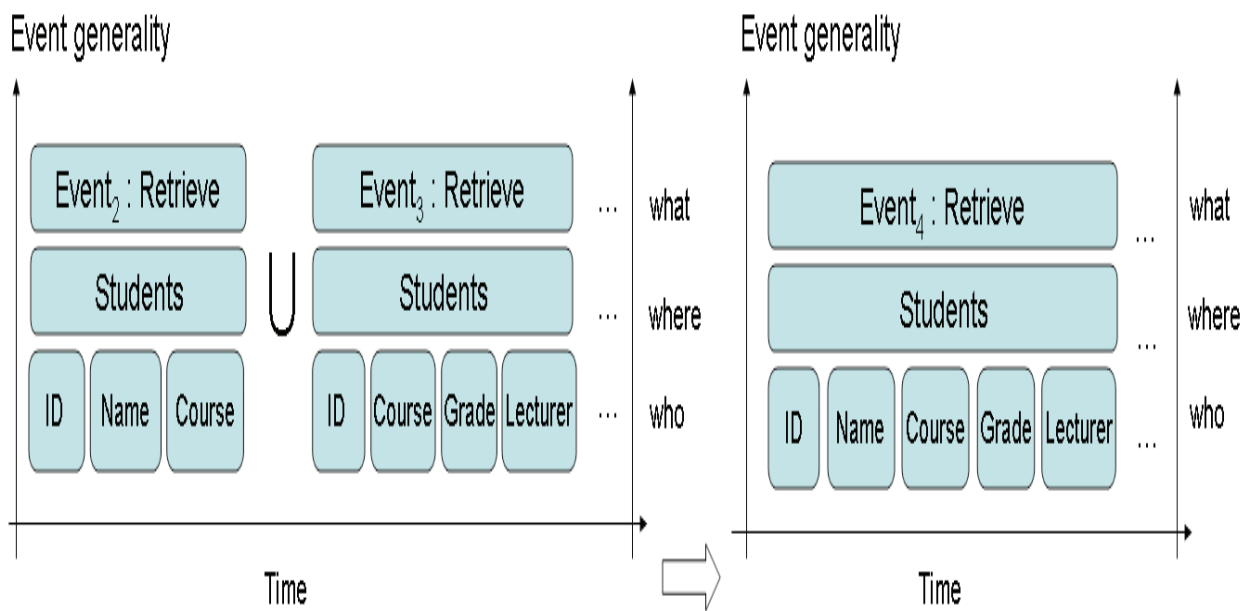 Event generality
Event2 : Retrieve
∪
Event3 : Retrieve
... what
Students
Students
... where
ID Name Course
ID Course Grade Lecturer
... who
Time
Event generality
Event4 : Retrieve
... what
Students
... where
ID Name Course Grade Lecturer
... who
Time